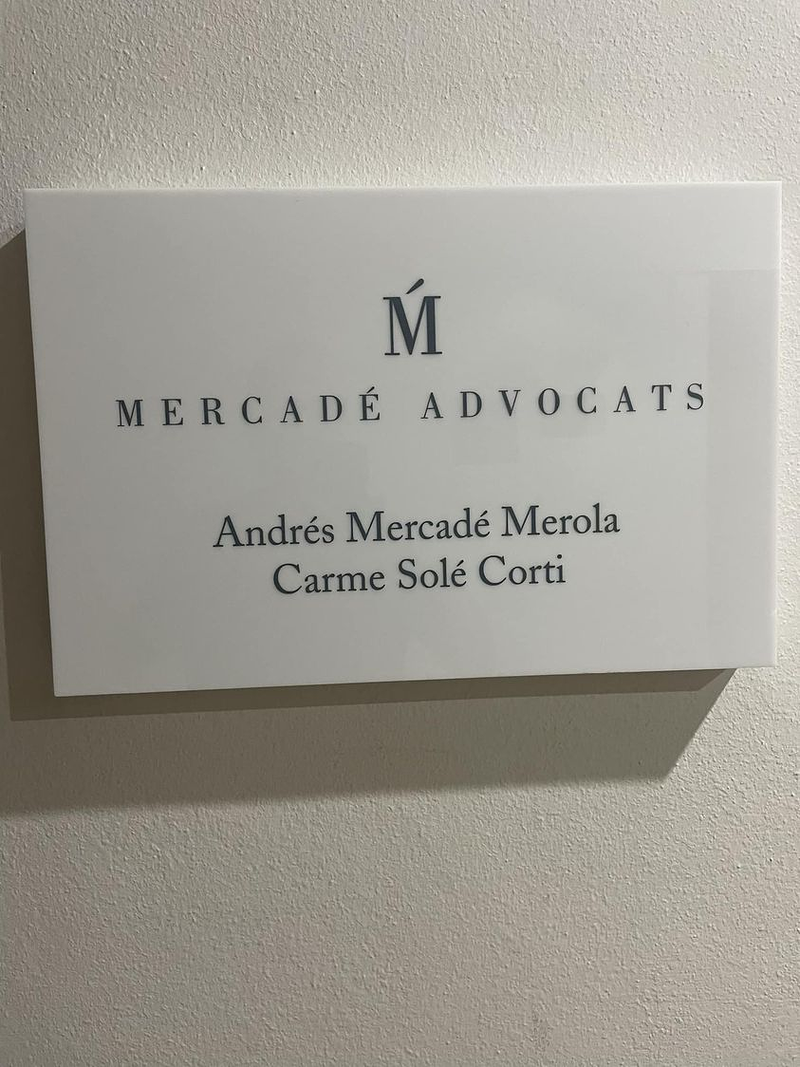 Ḿ
MERCADÉ ADVOCATS
Andrés Mercadé Merola
Carme Solé Corti